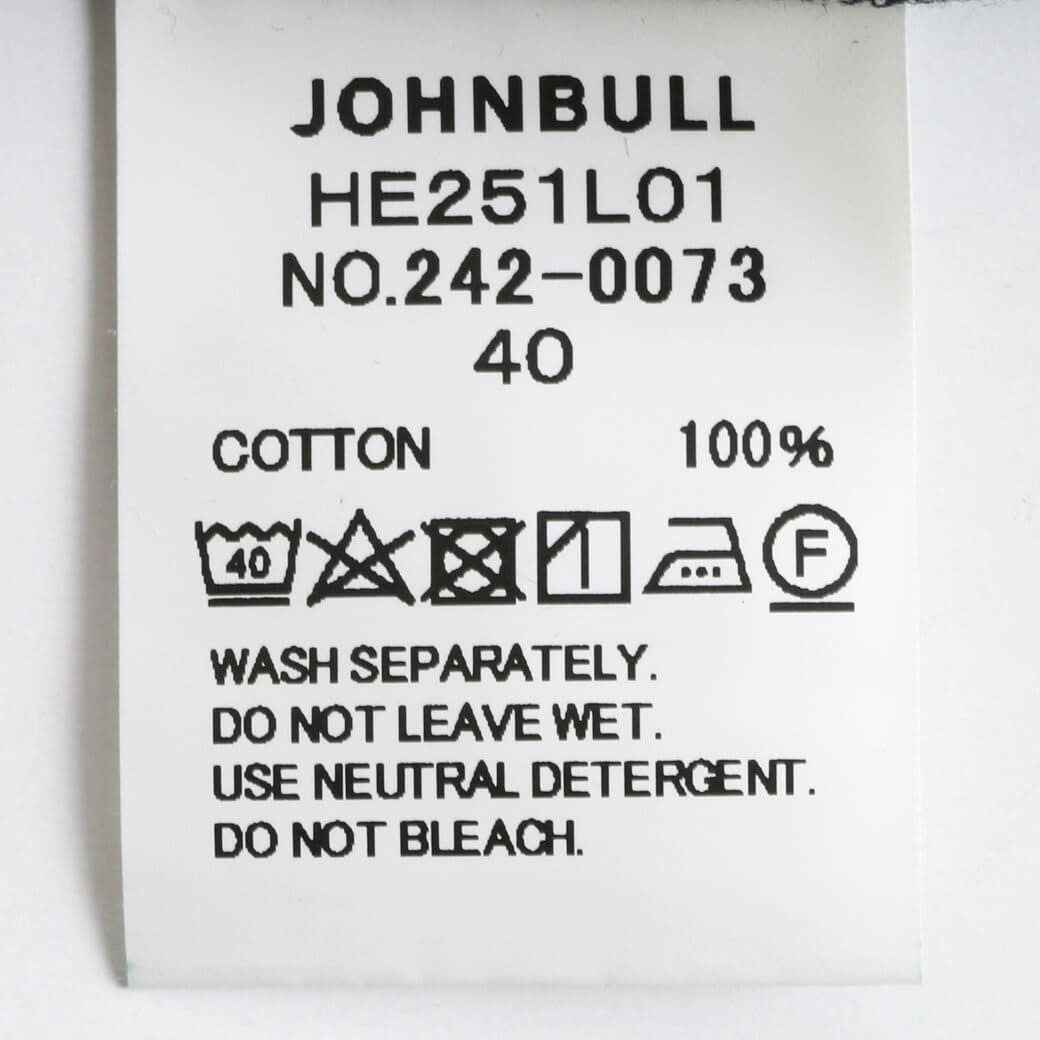 JOHNBULL
HE251L01
NO.242-0073
40
COTTON 100%
40 F
WASH SEPARATELY.
DO NOT LEAVE WET.
USE NEUTRAL DETERGENT.
DO NOT BLEACH.